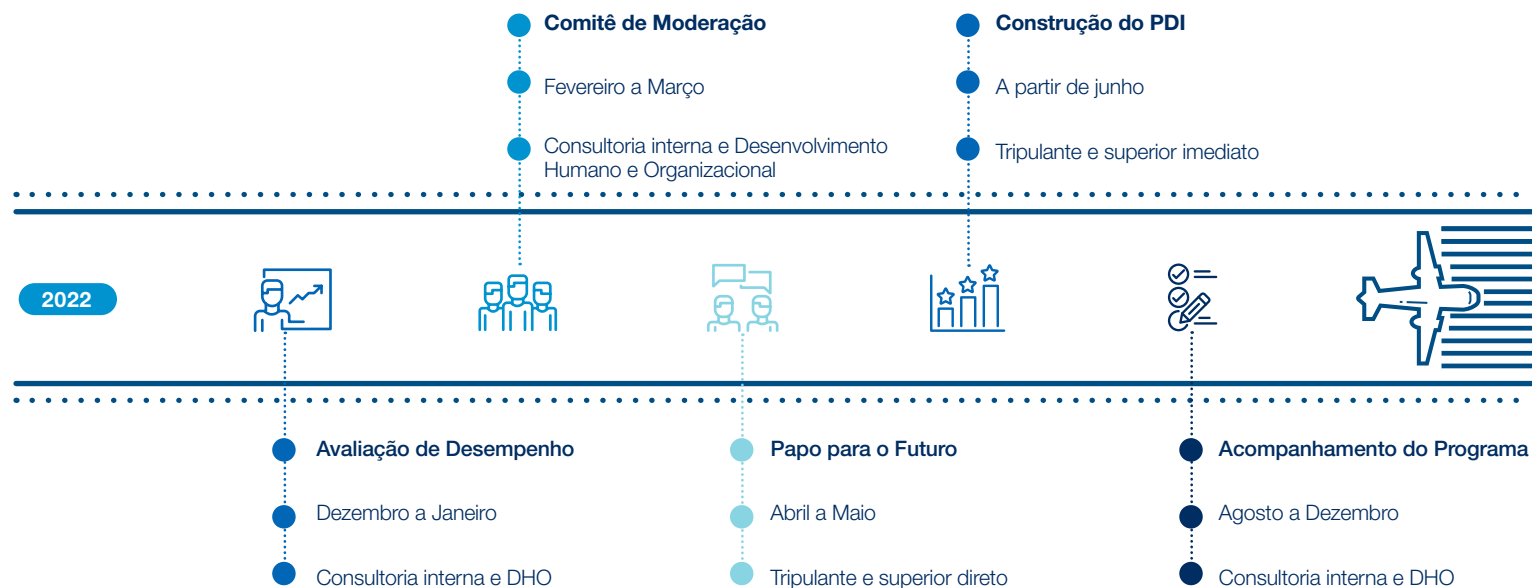 Comitê de Moderação
Fevereiro a Março
Consultoria interna e Desenvolvimento
Humano e Organizacional
Construção do PDI
A partir de junho
Tripulante e superior imediato
2022
Avaliação de Desempenho
Dezembro a Janeiro
Consultoria interna e DHO
Papo para o Futuro
Abril a Maio
Tripulante e superior direto
Acompanhamento do Programa
Agosto a Dezembro
Consultoria interna e DHO